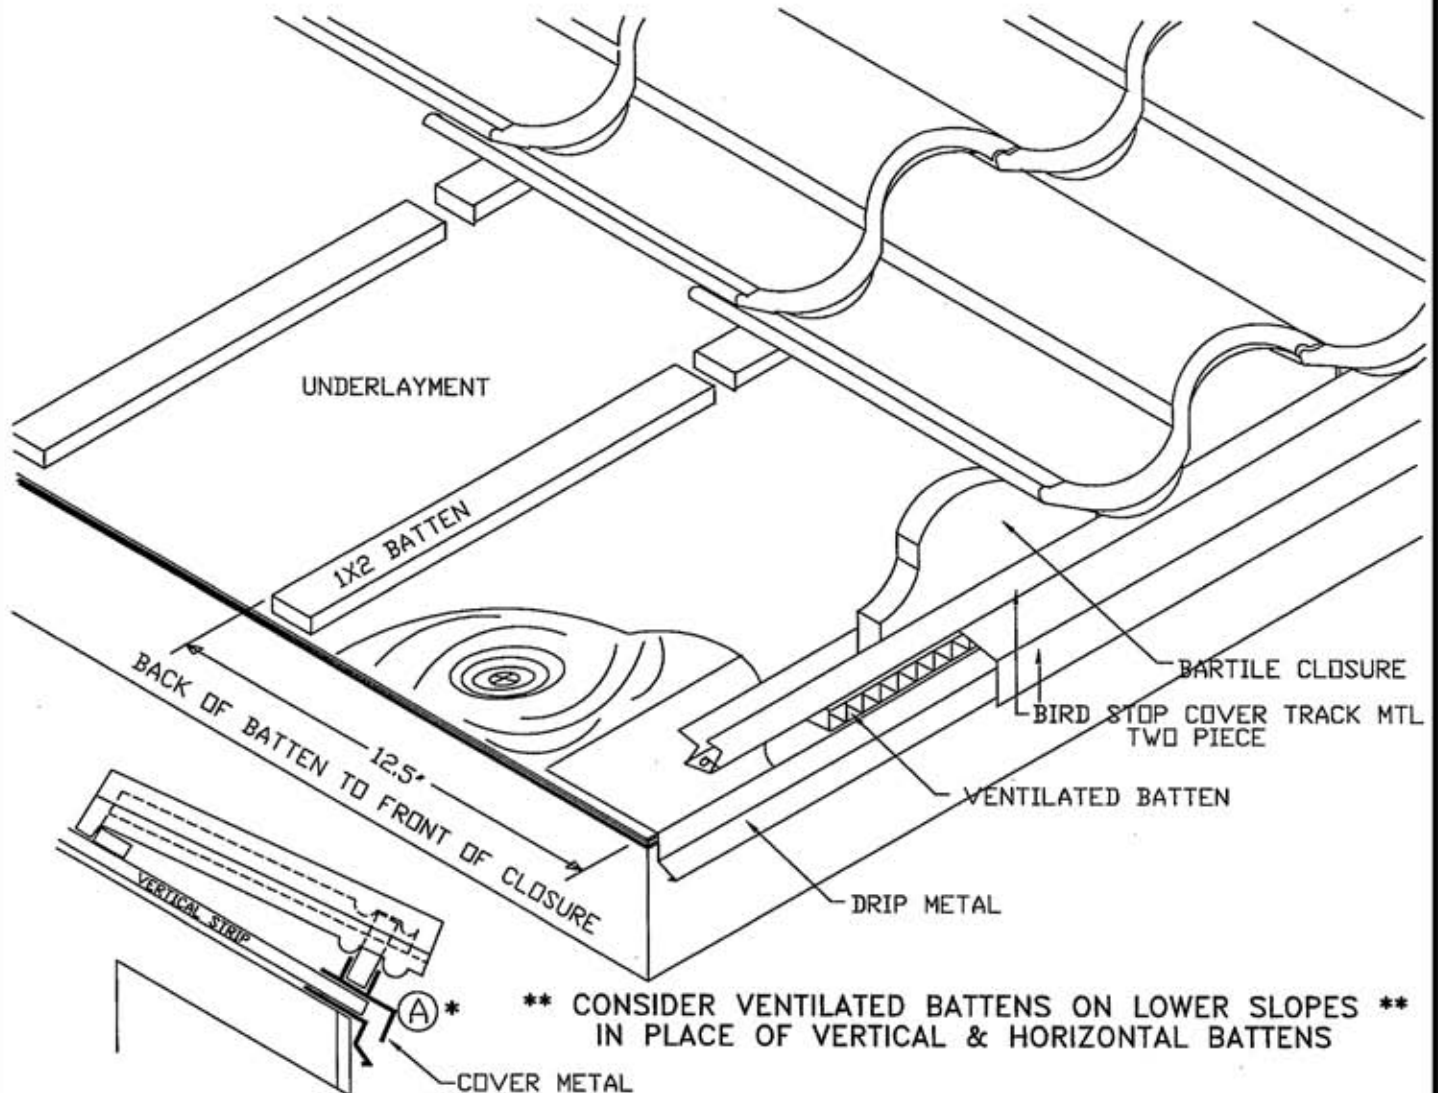 UNDERLAYMENT
1X2 BATTEN
BARTILE CLOSURE
BIRD STOP COVER TRACK MTL
TWO PIECE
12.5"
BACK OF BATTEN TO FRONT OF CLOSURE
VENTILATED BATTEN
VERTICAL STRIP
DRIP METAL
A *
** CONSIDER VENTILATED BATTENS ON LOWER SLOPES **
IN PLACE OF VERTICAL & HORIZONTAL BATTENS
COVER METAL